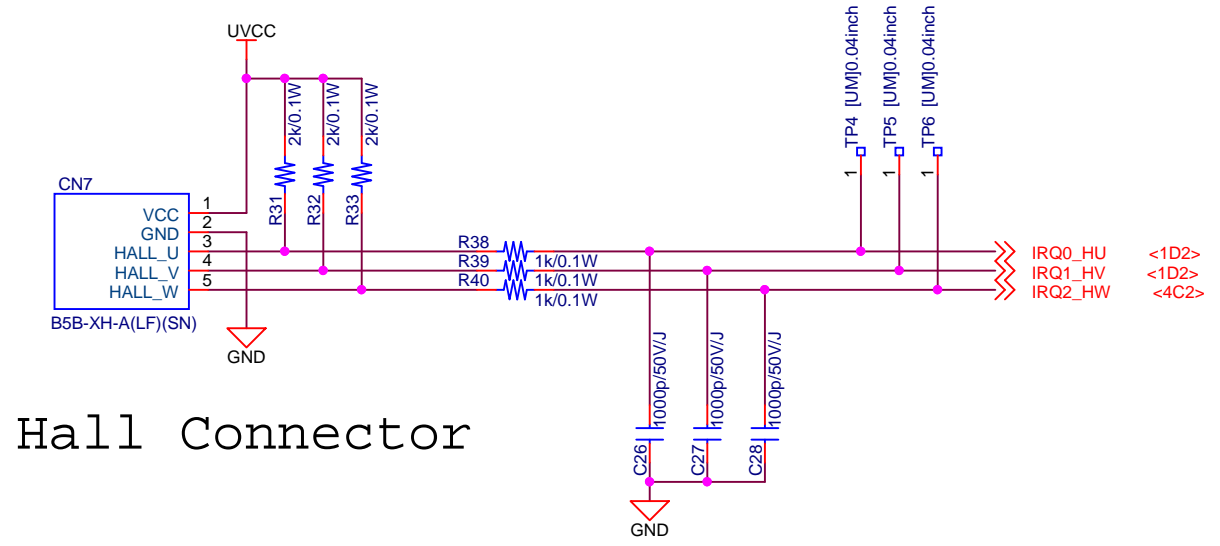 UVCC
2k/0.1W
2k/0.1W
2k/0.1W
R31
R32
R33
TP4 [UM]0.04inch
TP5 [UM]0.04inch
TP6 [UM]0.04inch
1
1
1
CN7
VCC 1
GND 2
HALL_U 3
HALL_V 4
HALL_W 5
B5B-XH-A(LF)(SN)
GND
R38
R39 1k/0.1W
R40
1k/0.1W
IRQ0_HU <1D2>
IRQ1_HV <1D2>
IRQ2_HW <4C2>
1000p/50V/J
1000p/50V/J
1000p/50V/J
C26
C27
C28
GND
Hall Connector